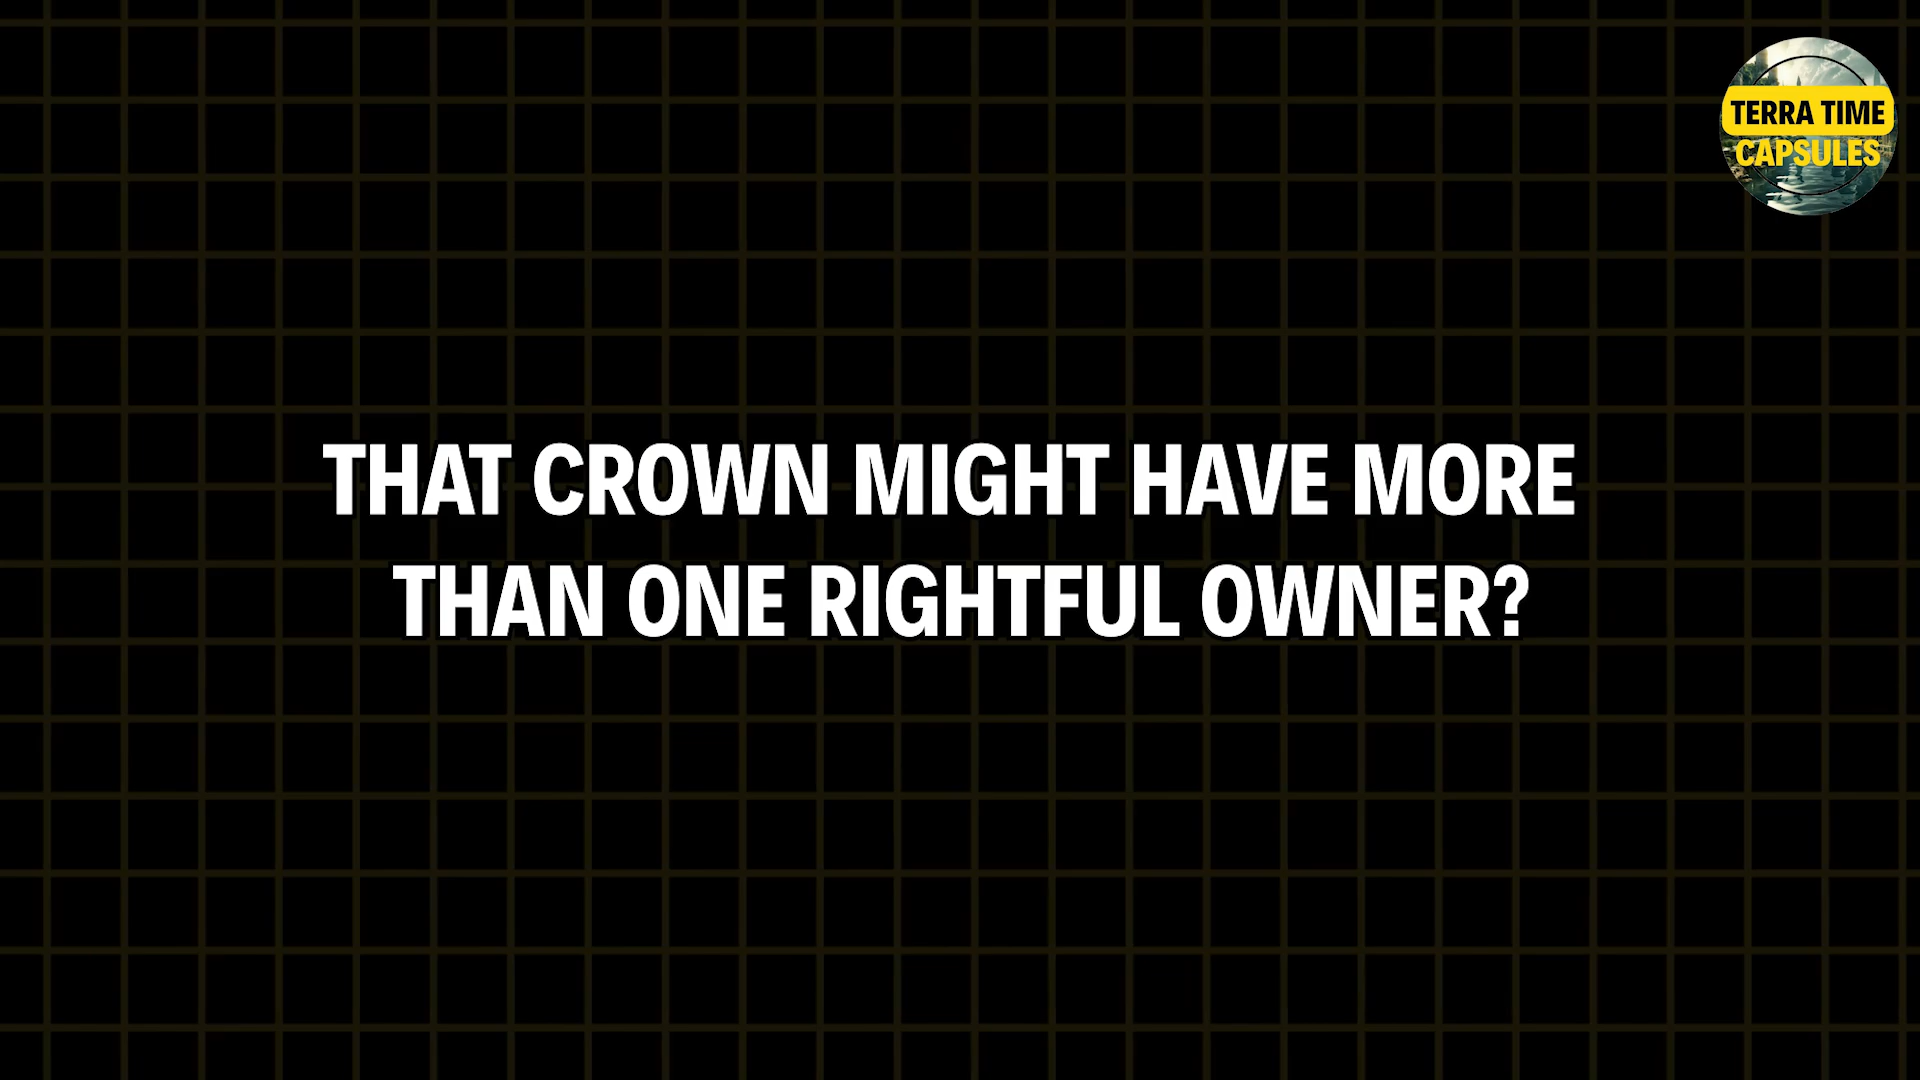 TERRA TIME
CAPSULES
THAT CROWN MIGHT HAVE MORE
THAN ONE RIGHTFUL OWNER?